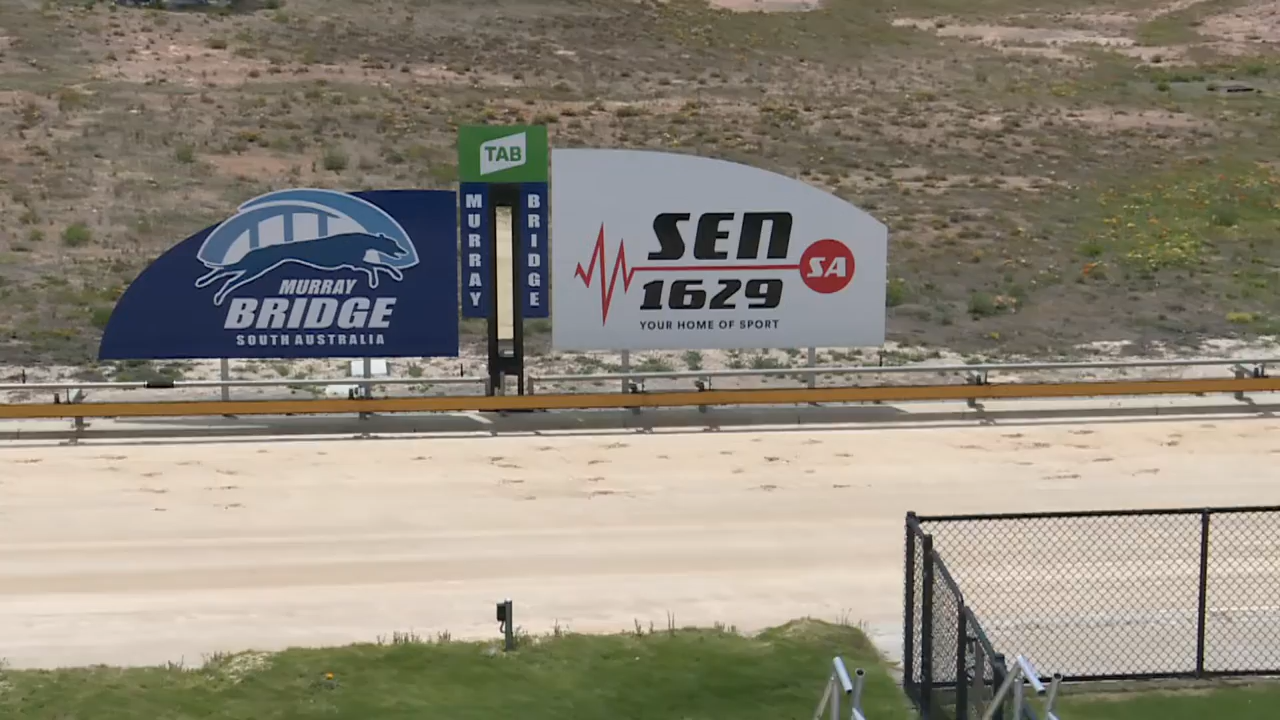 TAB
MURRAY
BRIDGE
MURRAY
BRIDGE
SOUTH AUSTRALIA
SEN
SA
1629
YOUR HOME OF SPORT